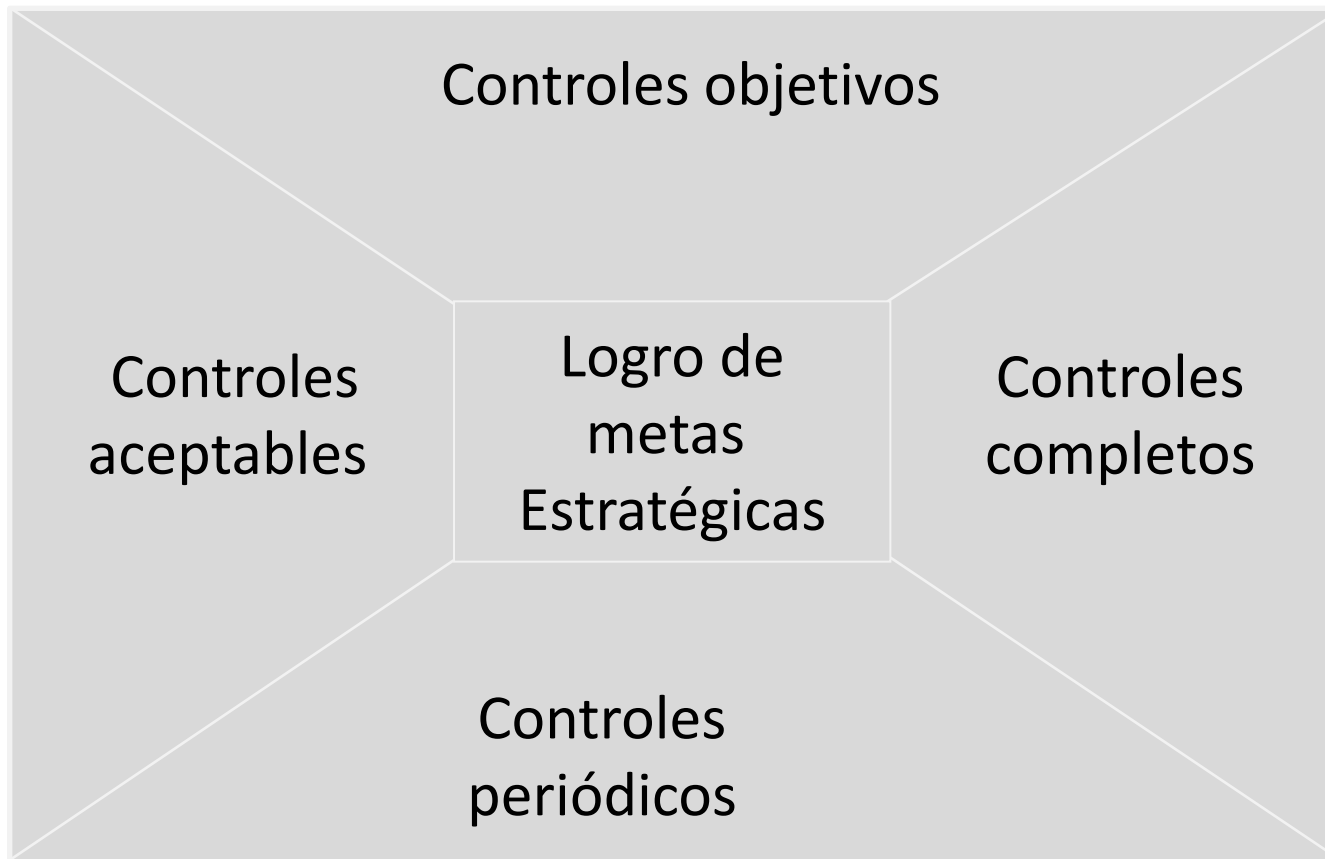 Controles objetivos
Controles
aceptables
Logro de
metas
Estratégicas
Controles
completos
Controles
periódicos